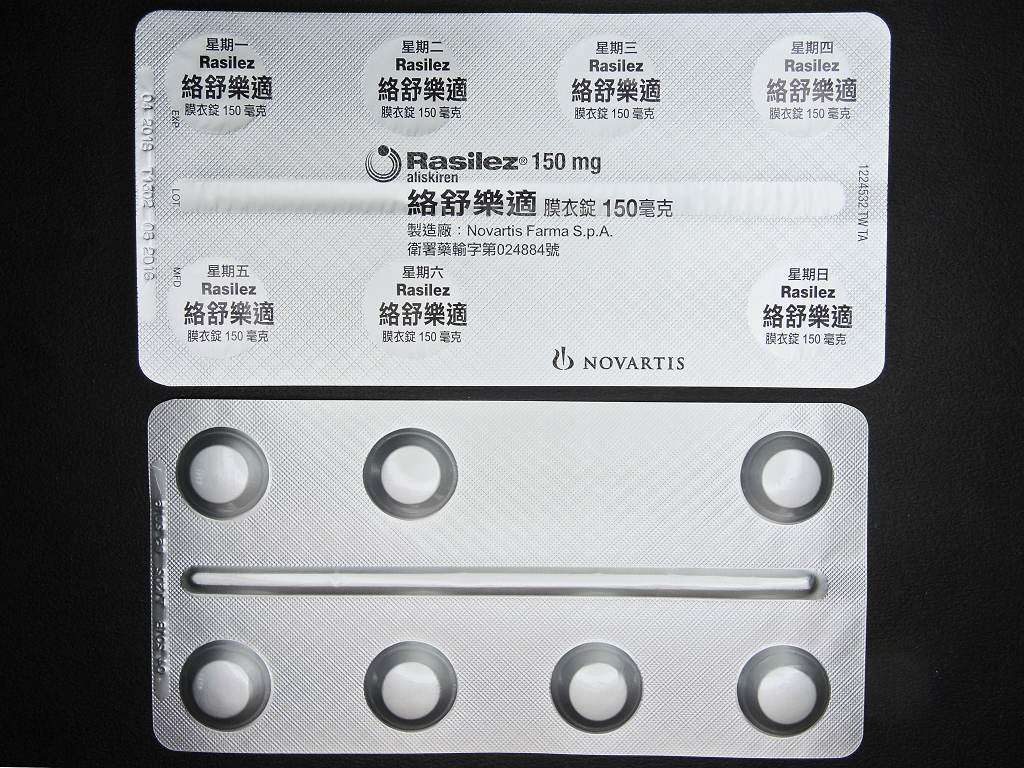 星期一
Rasilez
絡舒樂適
膜衣錠 150 毫克
星期二
Rasilez
絡舒樂適
膜衣錠 150 毫克
星期三
Rasilez
絡舒樂適
膜衣錠 150 毫克
星期四
Rasilez
絡舒樂適
膜衣錠 150 毫克
EXP
LOT
MFD
Rasilez® 150 mg
aliskiren
絡舒樂適 膜衣錠 150毫克
製造廠：Novartis Farma S.p.A.
衛署藥輸字第024884號
1224532 TW TA
星期五
Rasilez
絡舒樂適
膜衣錠 150 毫克
星期六
Rasilez
絡舒樂適
膜衣錠 150 毫克
星期日
Rasilez
絡舒樂適
膜衣錠 150 毫克
NOVARTIS